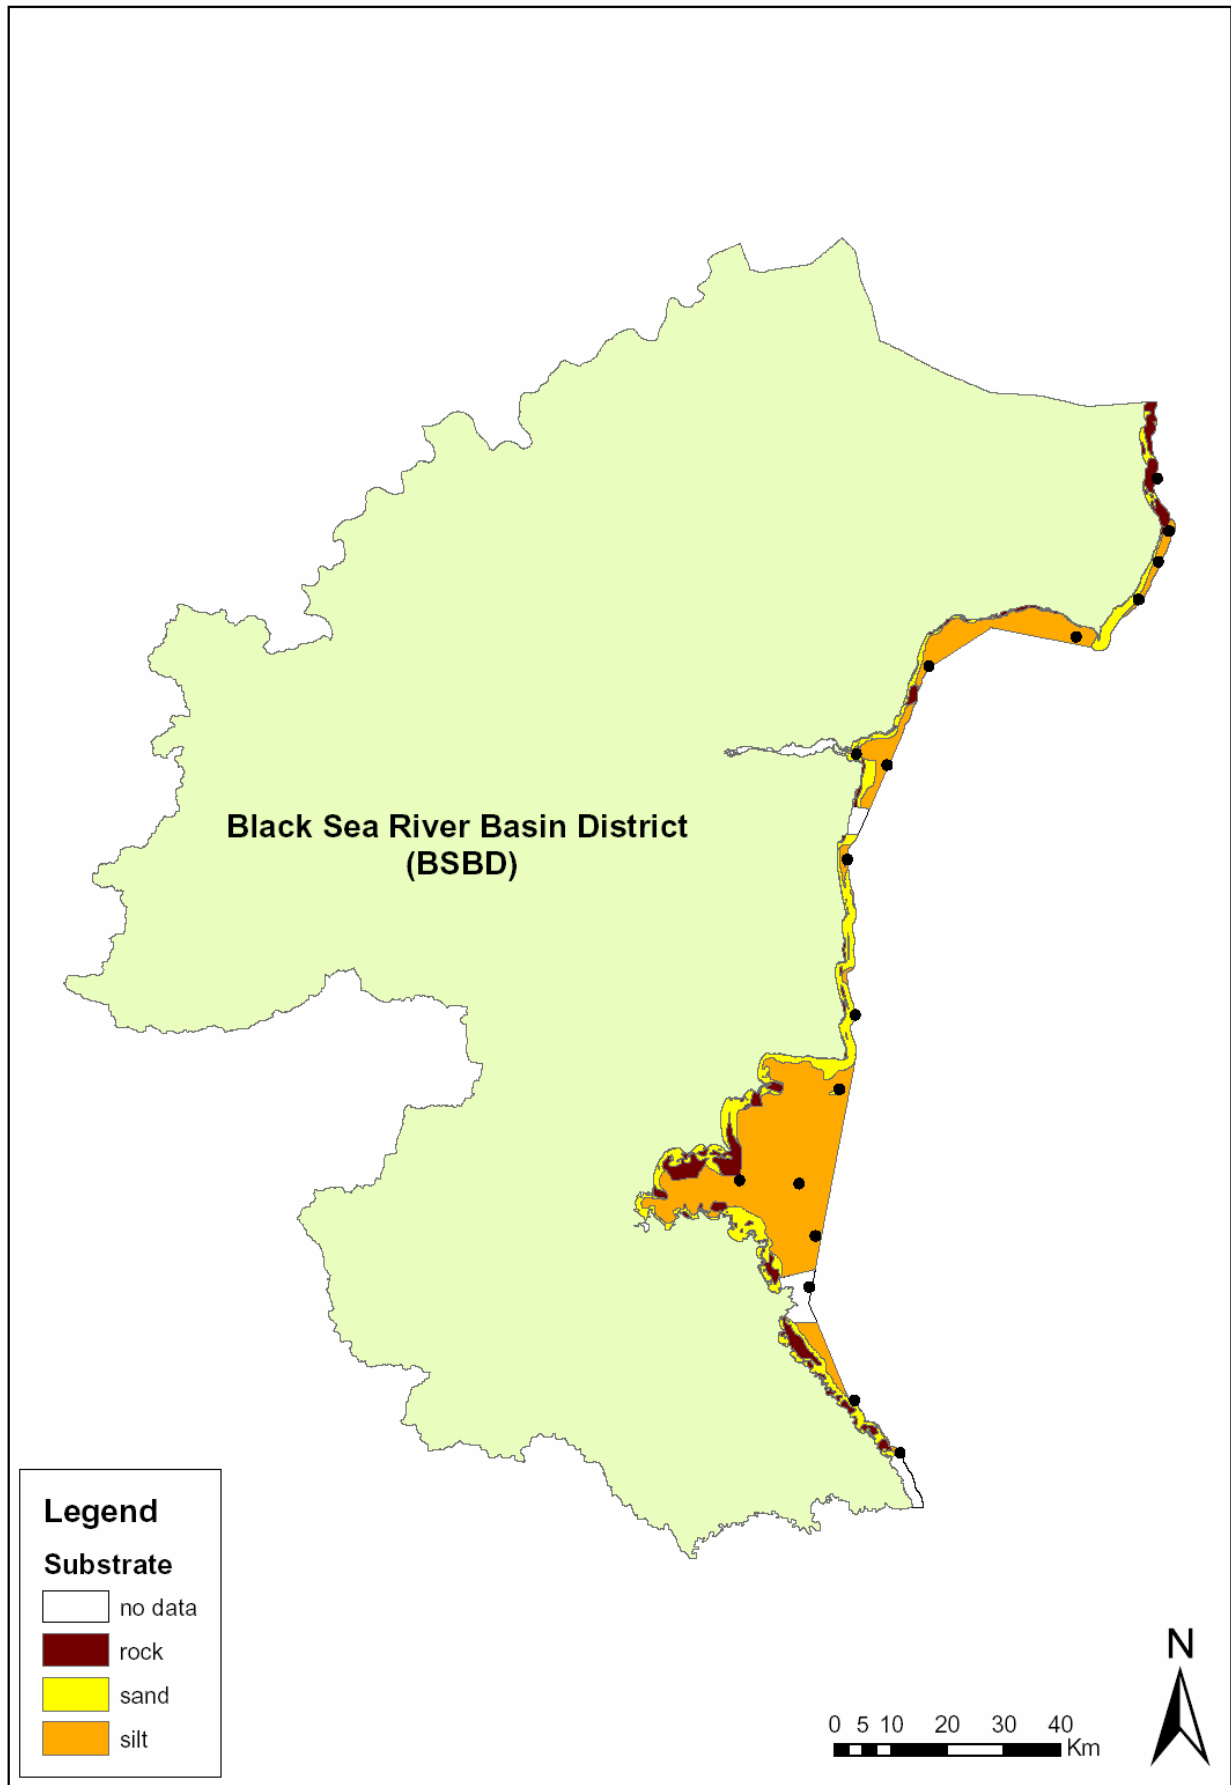 Black Sea River Basin District
(BSBD)
Legend
Substrate
no data
rock
sand
silt
N
0 5 10 20 30 40
Km